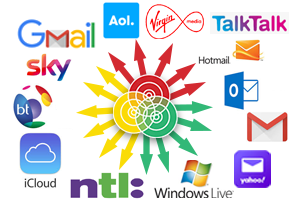 Gmail
Aol.
Virgin
media
TalkTalk
sky
Hotmail
bt
iCloud
ntl:
Windows Live
yahoo!